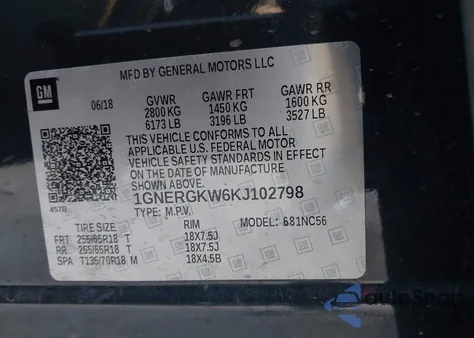 MFD BY GENERAL MOTORS LLC
GM
06/18 GVWR GAWR FRT GAWR RR
2800 KG 1450 KG 1600 KG
6173 LB 3196 LB 3527 LB
THIS VEHICLE CONFORMS TO ALL
APPLICABLE U.S. FEDERAL MOTOR
VEHICLE SAFETY STANDARDS IN EFFECT
ON THE DATE OF MANUFACTURE
SHOWN ABOVE.
1GNERGKW6KJ102798
457B TYPE: M.P.V. MODEL:
TIRE SIZE RIM
FRT 255/65R18 T 18X7.5J
RR 255/65R18 T 18X7.5J
SPA T135/70R18 M 18X4.5B